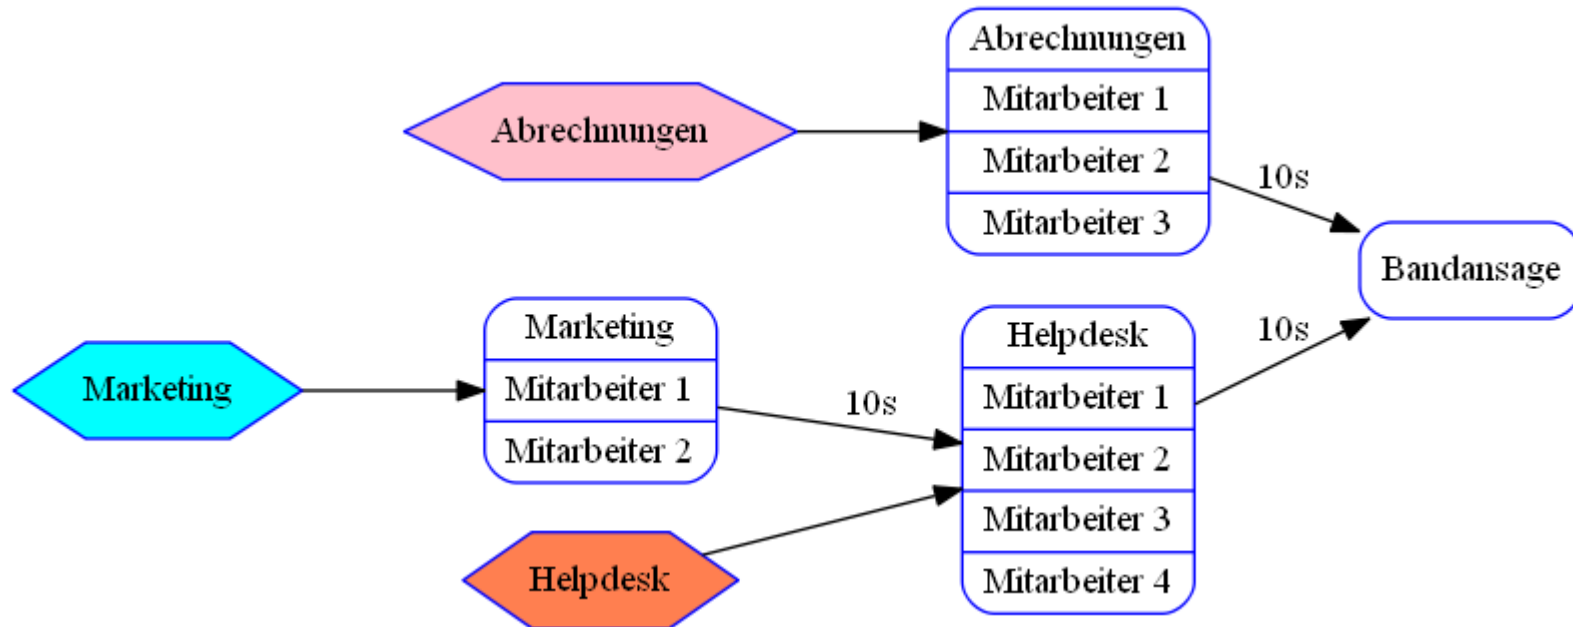 Abrechnungen
Abrechnungen
Mitarbeiter 1
Mitarbeiter 2
Mitarbeiter 3
10s
Bandansage
Marketing
Marketing
Mitarbeiter 1
Mitarbeiter 2
10s
Helpdesk
Helpdesk
Mitarbeiter 1
Mitarbeiter 2
Mitarbeiter 3
Mitarbeiter 4
10s